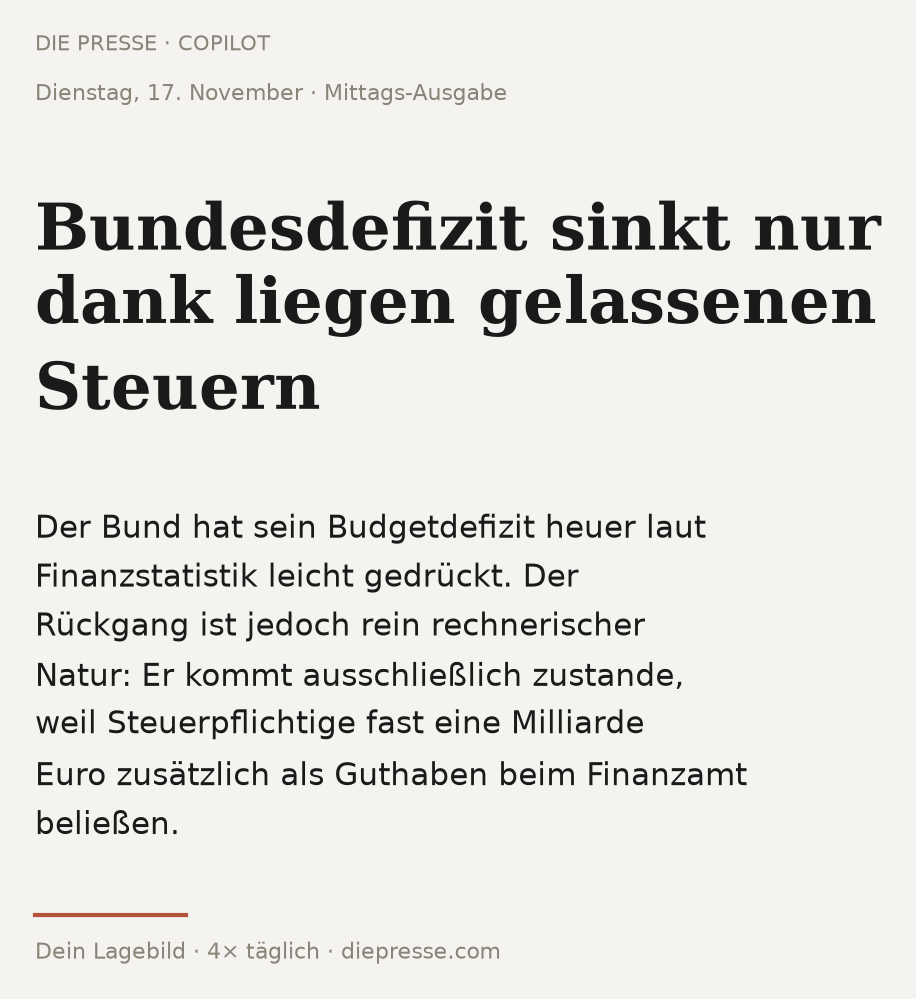 DIE PRESSE · COPILOT
Dienstag, 17. November · Mittags-Ausgabe
Bundesdefizit sinkt nur
dank liegen gelassenen
Steuern
Der Bund hat sein Budgetdefizit heuer laut
Finanzstatistik leicht gedrückt. Der
Rückgang ist jedoch rein rechnerischer
Natur: Er kommt ausschließlich zustande,
weil Steuerpflichtige fast eine Milliarde
Euro zusätzlich als Guthaben beim Finanzamt
beließen.
Dein Lagebild · 4× täglich · diepresse.com